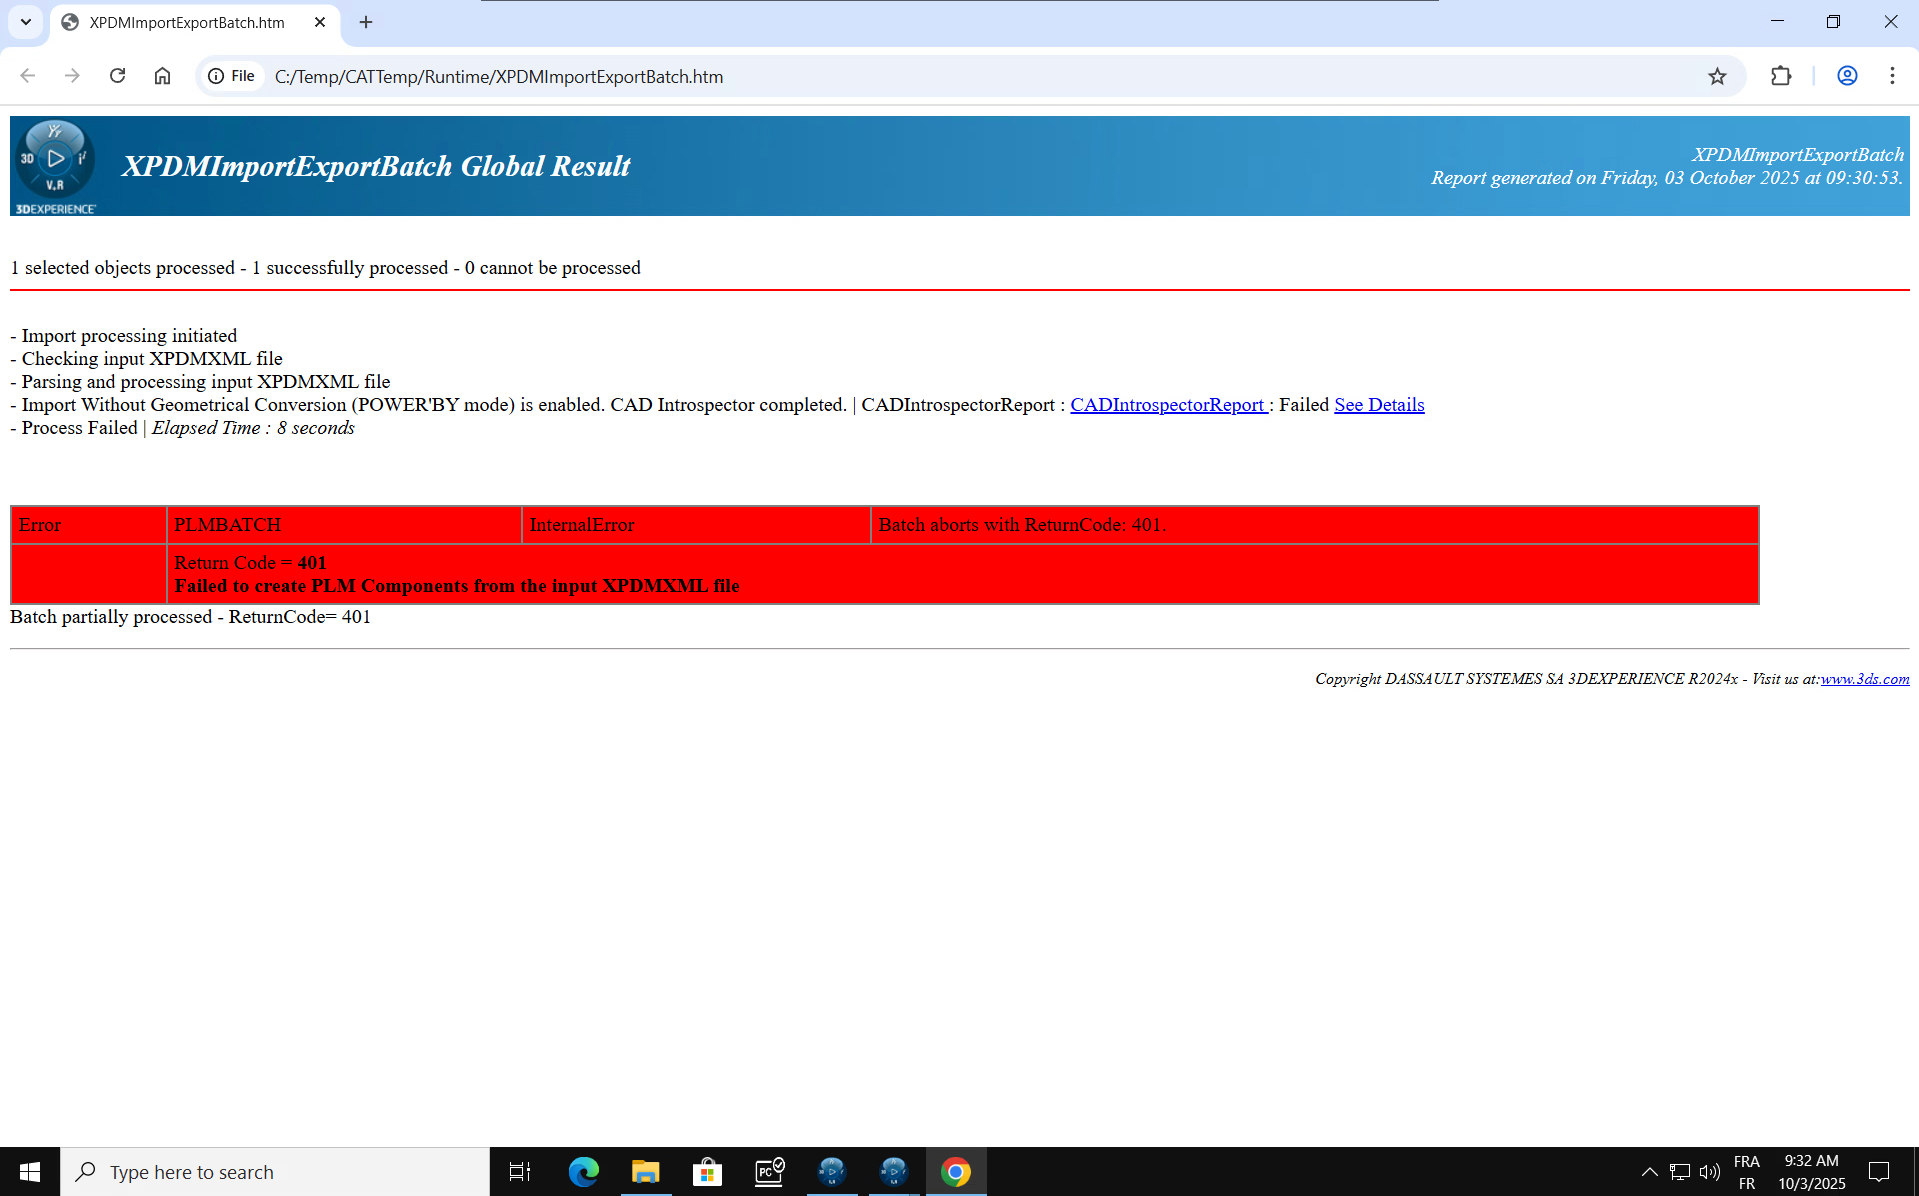 XPDMImportExportBatch.htm
File
C:/Temp/CATTemp/Runtime/XPDMImportExportBatch.htm
3D
V,R
3DEXPERIENCE
XPDMImportExportBatch Global Result
XPDMImportExportBatch
Report generated on Friday, 03 October 2025 at 09:30:53.
1 selected objects processed - 1 successfully processed - 0 cannot be processed
- Import processing initiated
- Checking input XPDMXML file
- Parsing and processing input XPDMXML file
- Import Without Geometrical Conversion (POWER'BY mode) is enabled. CAD Introspector completed. | CADIntrospectorReport : CADIntrospectorReport : Failed See Details
- Process Failed | Elapsed Time : 8 seconds
Error PLMBATCH InternalError Batch aborts with ReturnCode: 401.
Return Code = 401
Failed to create PLM Components from the input XPDMXML file
Batch partially processed - ReturnCode= 401
Copyright DASSAULT SYSTEMES SA 3DEXPERIENCE R2024x - Visit us at:www.3ds.com
Type here to search
PC
FRA
FR
9:32 AM
10/3/2025